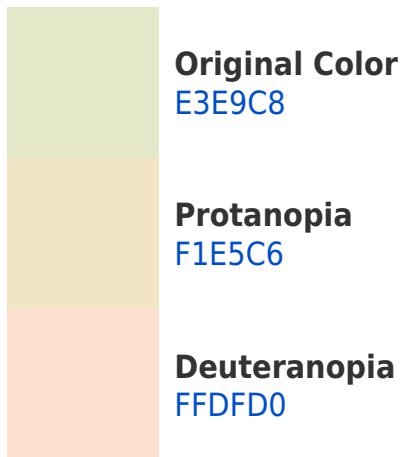 Original Color
E3E9C8
Protanopia
F1E5C6
Deuteranopia
FFDFD0